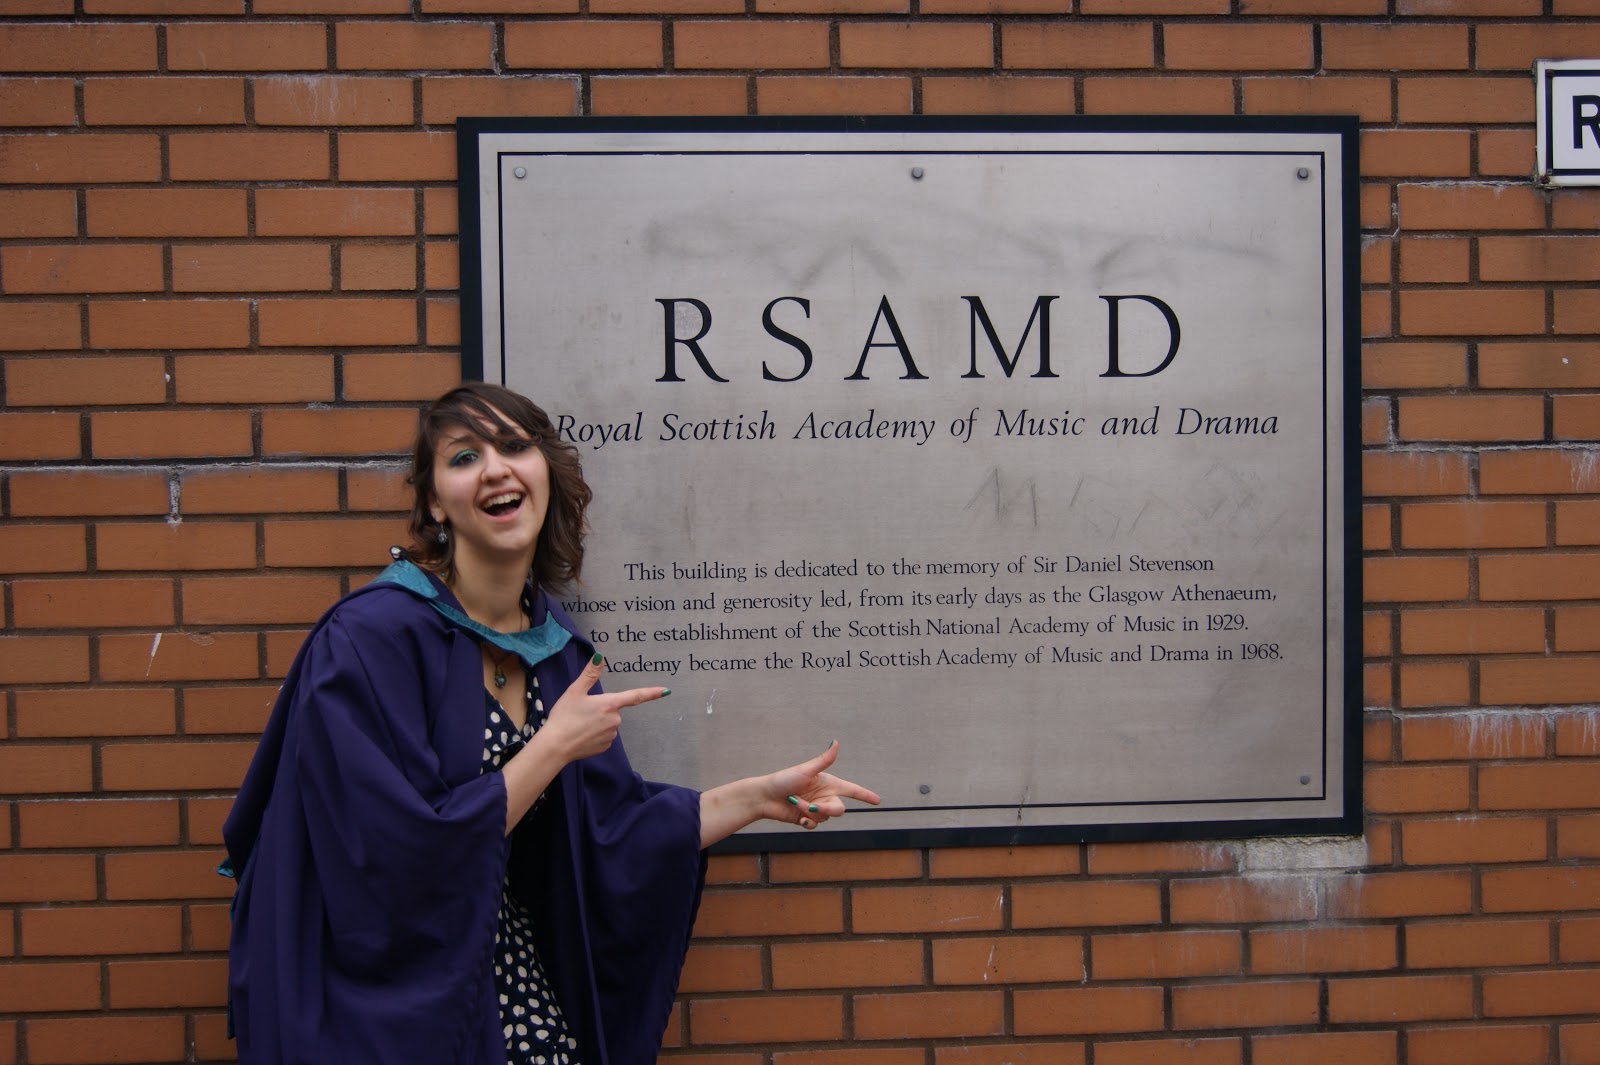 R
RSAMD
Royal Scottish Academy of Music and Drama
This building is dedicated to the memory of Sir Daniel Stevenson
whose vision and generosity led, from its early days as the Glasgow Athenaeum,
to the establishment of the Scottish National Academy of Music in 1929.
Academy became the Royal Scottish Academy of Music and Drama in 1968.